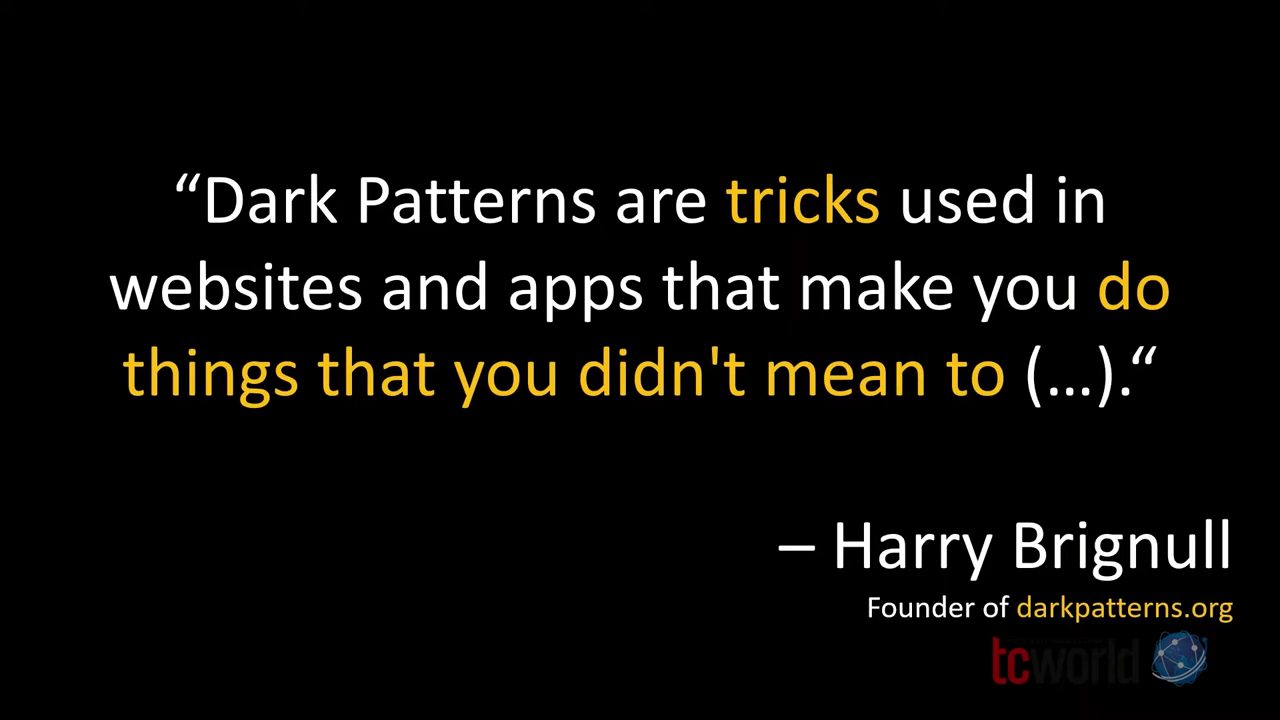 “Dark Patterns are tricks used in
websites and apps that make you do
things that you didn't mean to (...).“
– Harry Brignull
Founder of darkpatterns.org
tcworld